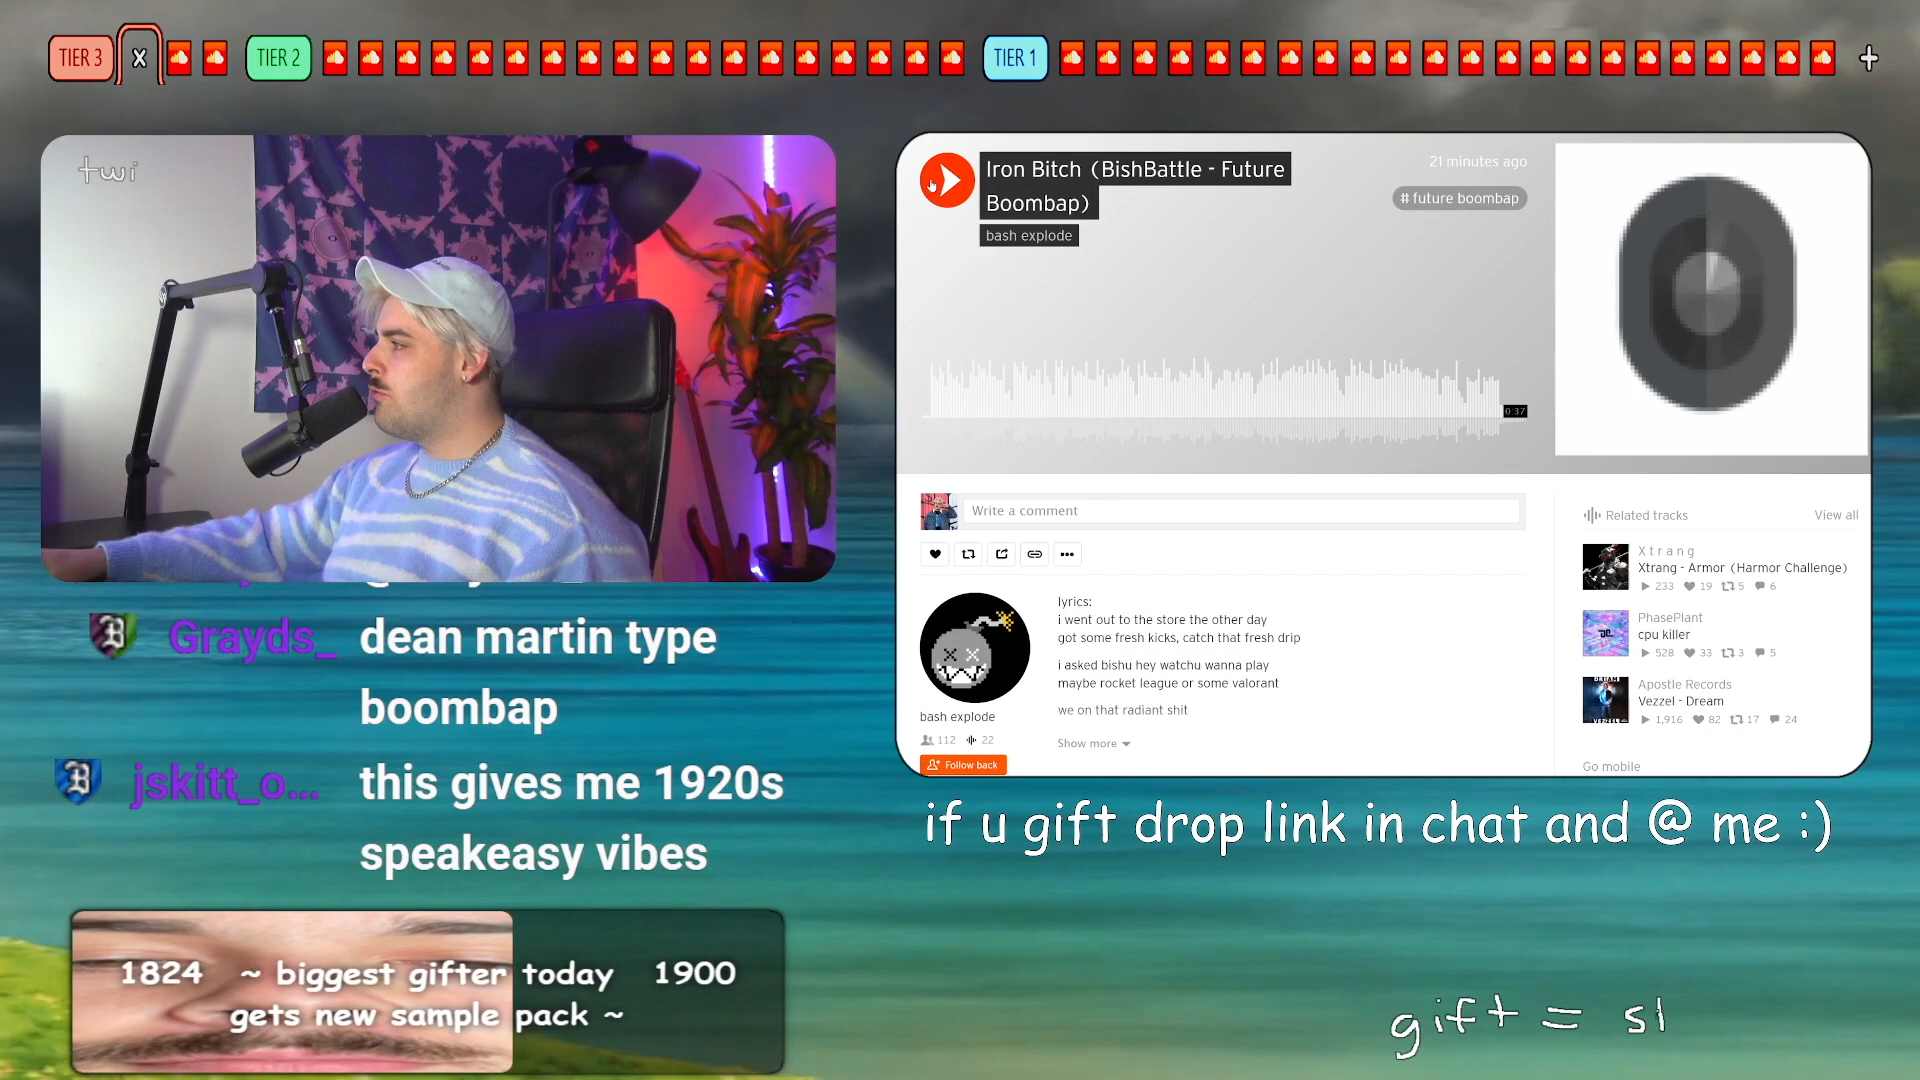 TIER 3
X
TIER 2
TIER 1
+
twi
Iron Bitch (BishBattle - Future
Boombap)
bash explode
21 minutes ago
# future boombap
0:37
Write a comment
bash explode
112 22
Follow back
lyrics:
i went out to the store the other day
got some fresh kicks, catch that fresh drip
i asked bishu hey watchu wanna play
maybe rocket league or some valorant
we on that radiant shit
Show more
Related tracks View all
X t r a n g
Xtrang - Armor (Harmor Challenge)
233 19 5 6
PhasePlant
cpu killer
528 33 3 5
Apostle Records
Vezzel - Dream
1,916 82 17 24
Go mobile
Grayds_ dean martin type
boombap
jskitt_o... this gives me 1920s
speakeasy vibes
if u gift drop link in chat and @ me :)
1824 ~ biggest gifter today 1900
gets new sample pack ~
gift = sl